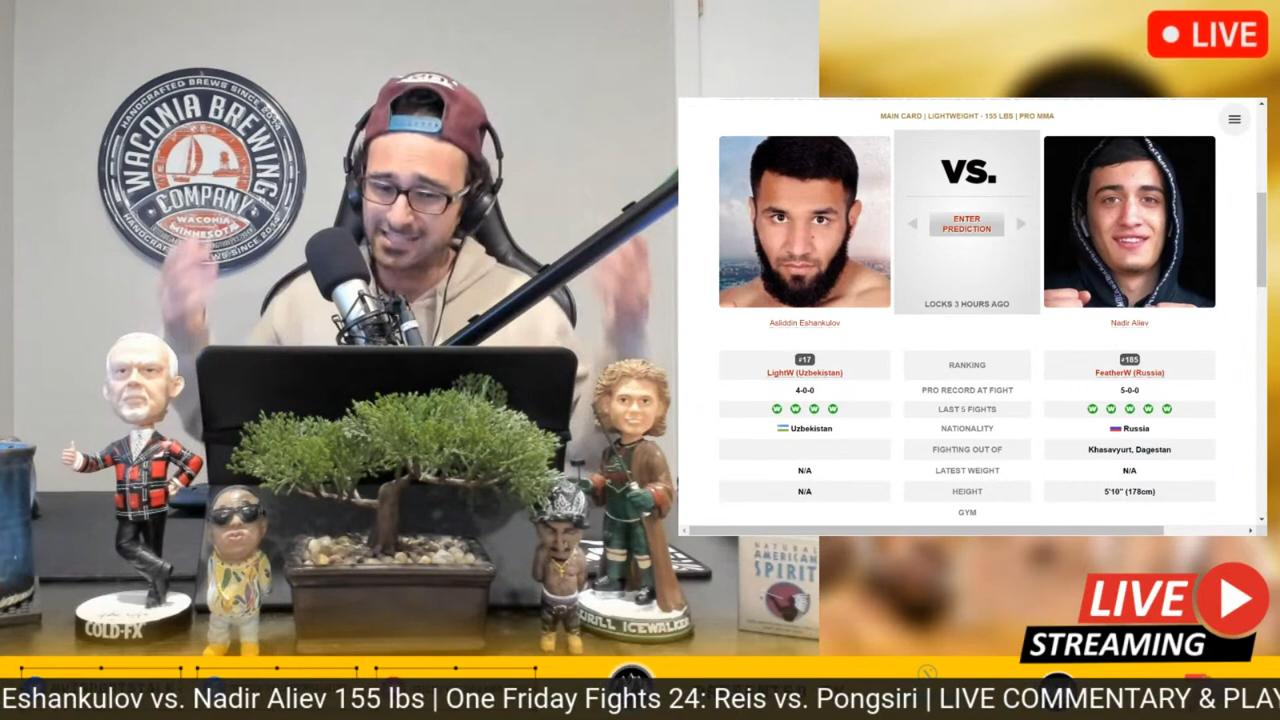 LIVE
HANDCRAFTED BREWS SINCE 2014
WACONIA BREWING
COMPANY
WACONIA
MINNESOTA
MAIN CARD | LIGHTWEIGHT · 155 LBS | PRO MMA
VS.
ENTER
PREDICTION
LOCKS 3 HOURS AGO
Asliddin Eshankulov
Nadir Aliev
#17
RANKING
#185
LightW (Uzbekistan)
FeatherW (Russia)
4-0-0
PRO RECORD AT FIGHT
5-0-0
W W W W
LAST 5 FIGHTS
W W W W W
Uzbekistan
NATIONALITY
Russia
FIGHTING OUT OF
Khasavyurt, Dagestan
N/A
LATEST WEIGHT
N/A
N/A
HEIGHT
5'10" (178cm)
GYM
NATURAL
AMERICAN
SPIRIT
COLD-FX
ICEWALKER
LIVE
STREAMING
Eshankulov vs. Nadir Aliev 155 lbs | One Friday Fights 24: Reis vs. Pongsiri | LIVE COMMENTARY & PLAY